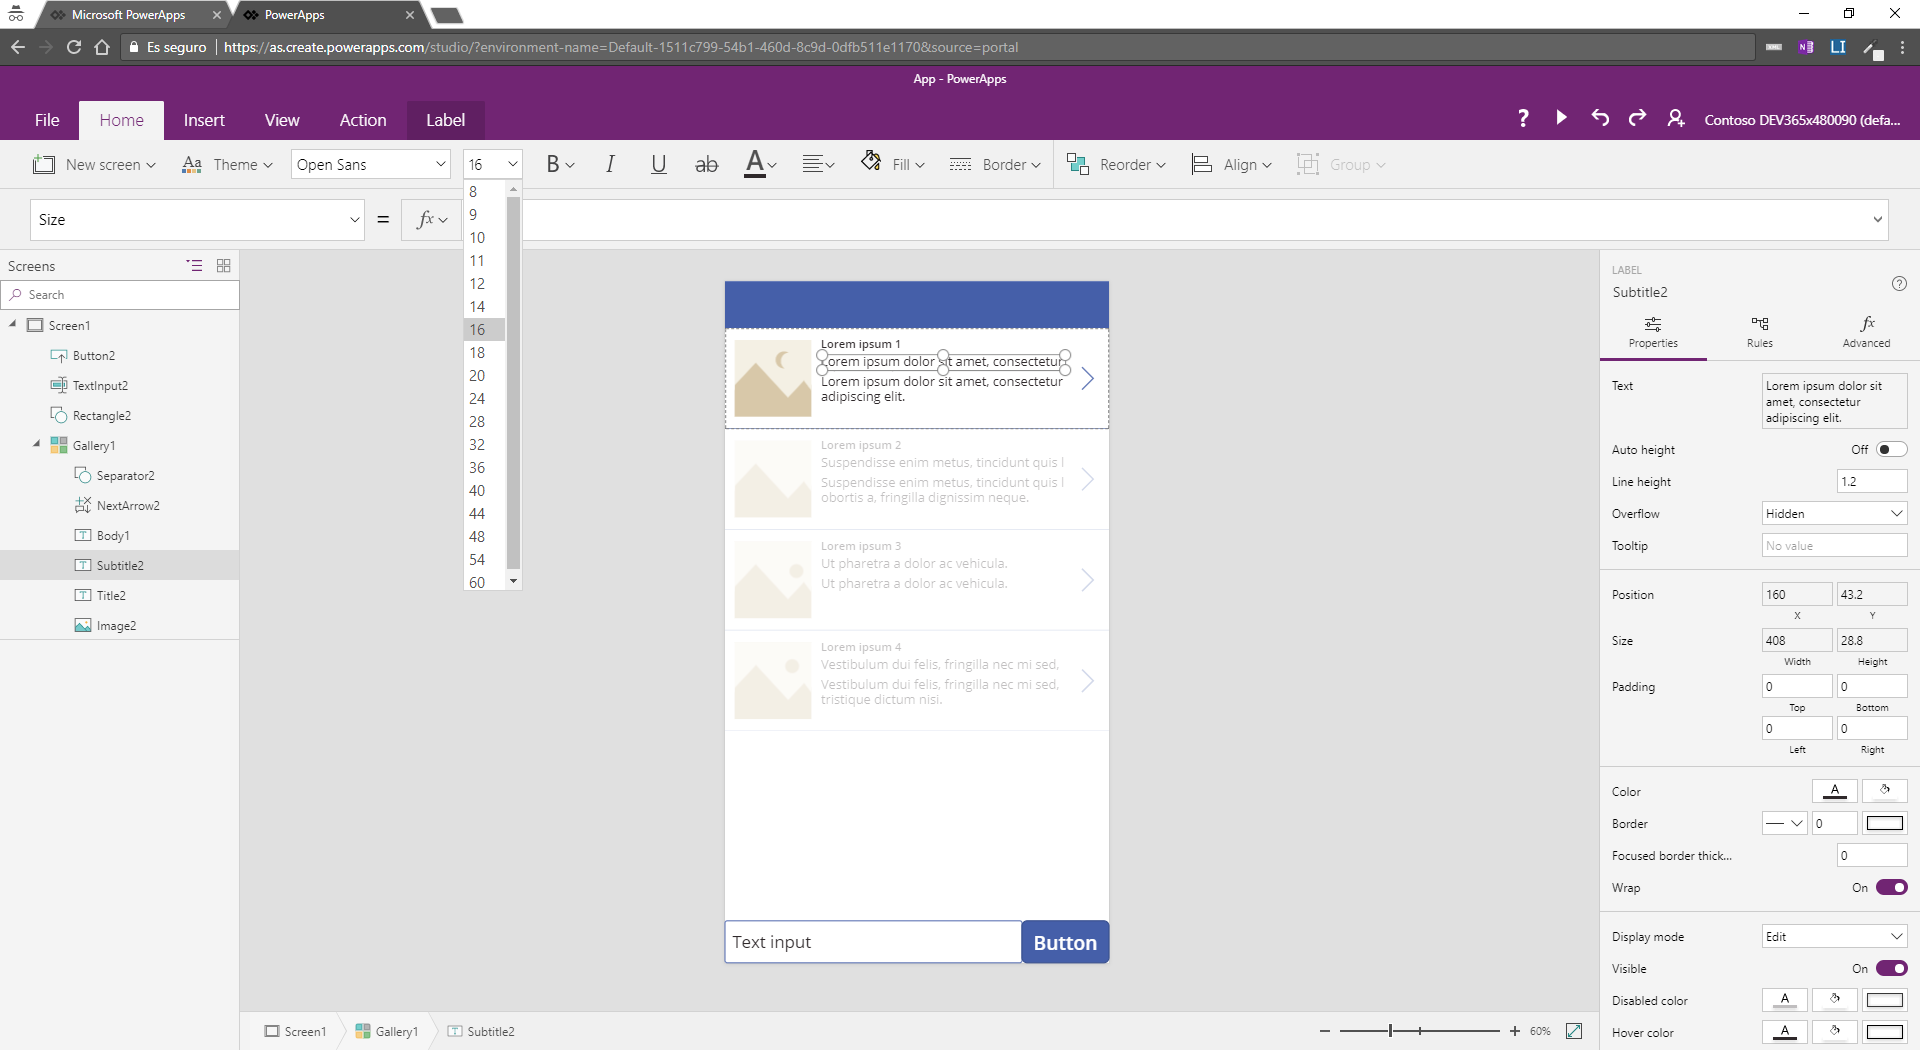 Microsoft PowerApps
PowerApps
Es seguro
https://as.create.powerapps.com/studio/?environment-name=Default-1511c799-54b1-460d-8c9d-0dfb511e1170&source=portal
App - PowerApps
File
Home
Insert
View
Action
Label
Contoso DEV365x480090 (defa...
New screen
Theme
Open Sans
16
Fill
Border
Reorder
Align
Group
Size
=
fx
8
9
10
11
12
14
16
18
20
24
28
32
36
40
44
48
54
60
Screens
Search
Screen1
Button2
TextInput2
Rectangle2
Gallery1
Separator2
NextArrow2
Body1
Subtitle2
Title2
Image2
Lorem ipsum 1
Lorem ipsum dolor sit amet, consectetur
Lorem ipsum dolor sit amet, consectetur
adipiscing elit.
Lorem ipsum 2
Suspendisse enim metus, tincidunt quis l
Suspendisse enim metus, tincidunt quis l
obortis a, fringilla dignissim neque.
Lorem ipsum 3
Ut pharetra a dolor ac vehicula.
Ut pharetra a dolor ac vehicula.
Lorem ipsum 4
Vestibulum dui felis, fringilla nec mi sed,
Vestibulum dui felis, fringilla nec mi sed,
tristique dictum nisi.
Text input
Button
LABEL
Subtitle2
Properties
Rules
Advanced
Text
Lorem ipsum dolor sit
amet, consectetur
adipiscing elit.
Auto height
Off
Line height
1.2
Overflow
Hidden
Tooltip
No value
Position
160
43.2
X
Y
Size
408
28.8
Width
Height
Padding
0
0
Top
Bottom
0
0
Left
Right
Color
Border
0
Focused border thick...
0
Wrap
On
Display mode
Edit
Visible
On
Disabled color
Hover color
Screen1
Gallery1
Subtitle2
60%